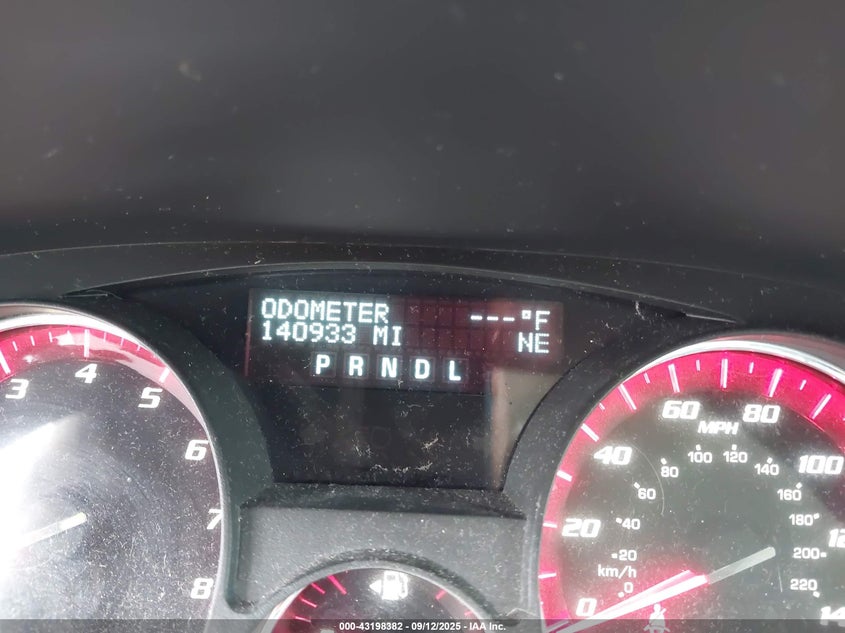 ODOMETER ---°F
140933 MI NE
P R N D L
3 4 5 6 7 8
0 20 40 60 80 100
MPH
0 20 40 60 80 100 120 140 160 180 200 220
km/h
000-43198382 - 09/12/2025 - IAA Inc.